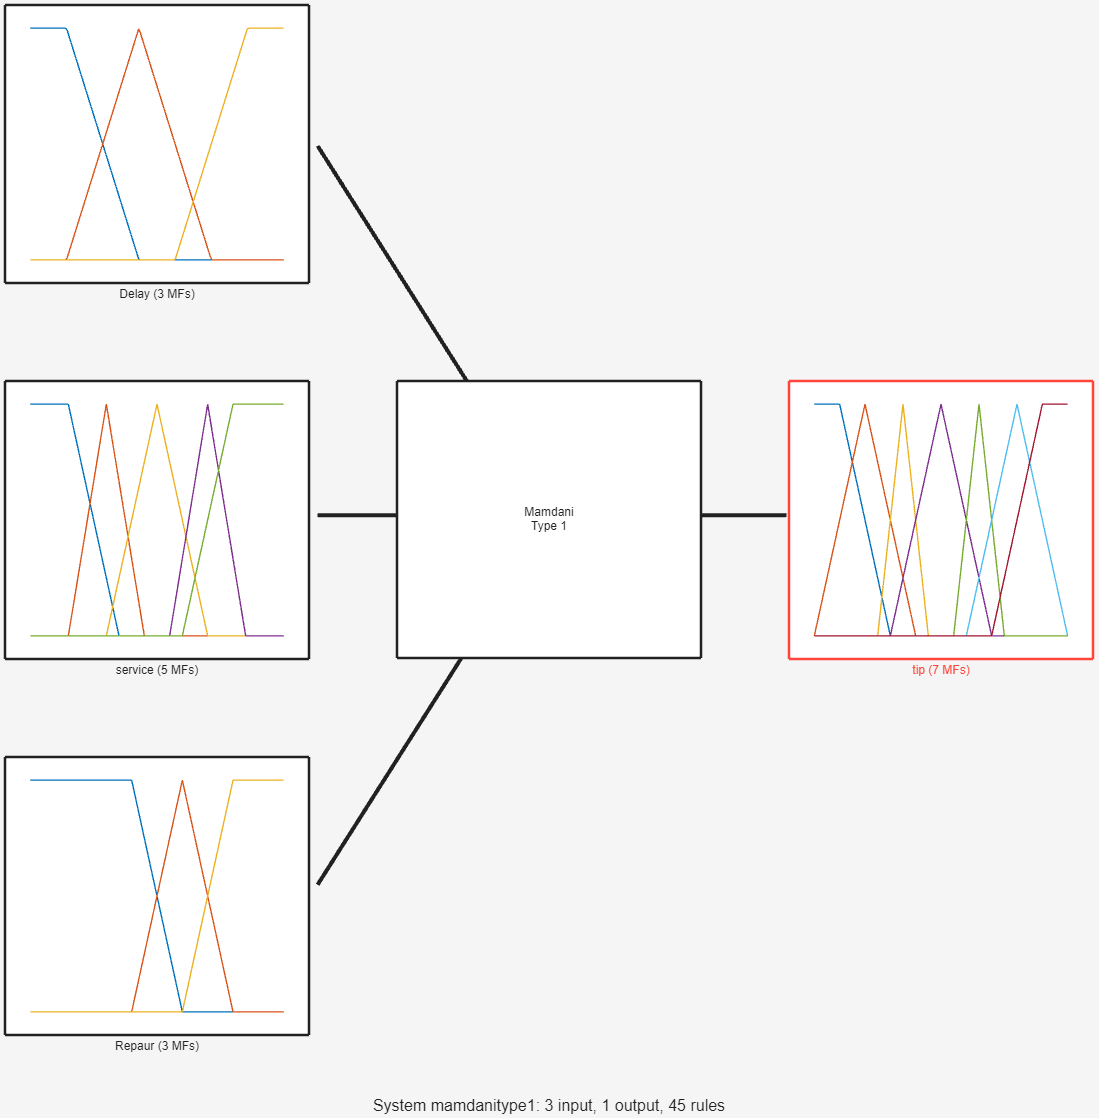 Delay (3 MFs)
service (5 MFs)
Mamdani
Type 1
tip (7 MFs)
Repaur (3 MFs)
System mamdanitype1: 3 input, 1 output, 45 rules